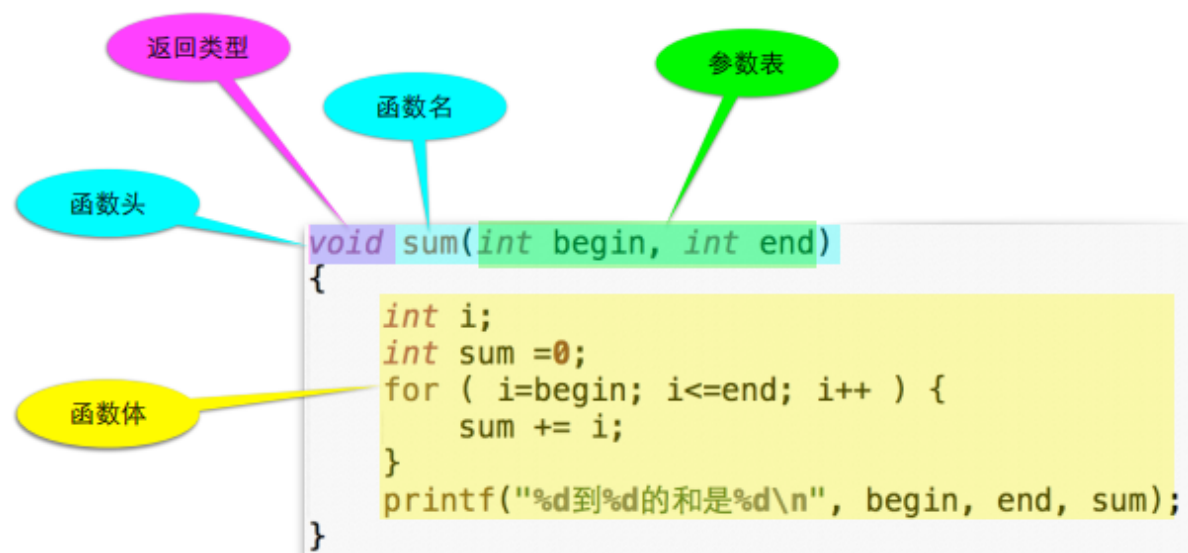 返回类型
函数名
参数表
函数头
void sum(int begin, int end)
{
int i;
int sum =0;
for ( i=begin; i<=end; i++ ) {
sum += i;
}
printf("%d到%d的和是%d\n", begin, end, sum);
}
函数体